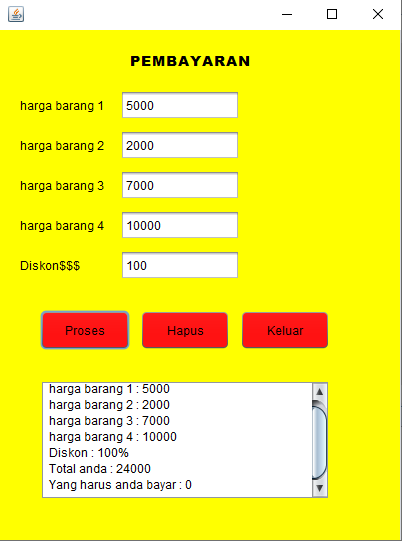 PEMBAYARAN
harga barang 1 5000
harga barang 2 2000
harga barang 3 7000
harga barang 4 10000
Diskon$$$ 100
Proses Hapus Keluar
harga barang 1 : 5000
harga barang 2 : 2000
harga barang 3 : 7000
harga barang 4 : 10000
Diskon : 100%
Total anda : 24000
Yang harus anda bayar : 0